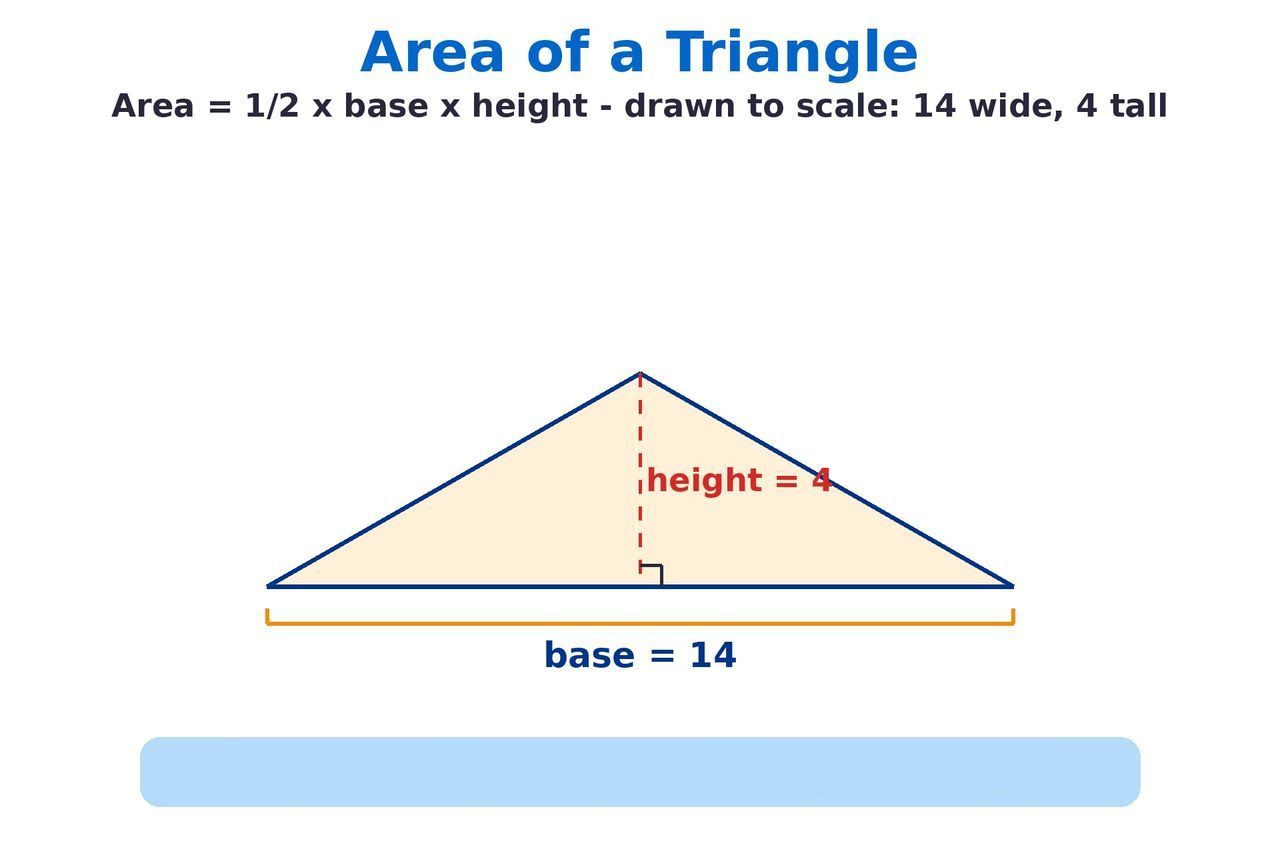 Area of a Triangle
Area = 1/2 x base x height - drawn to scale: 14 wide, 4 tall
height = 4
base = 14